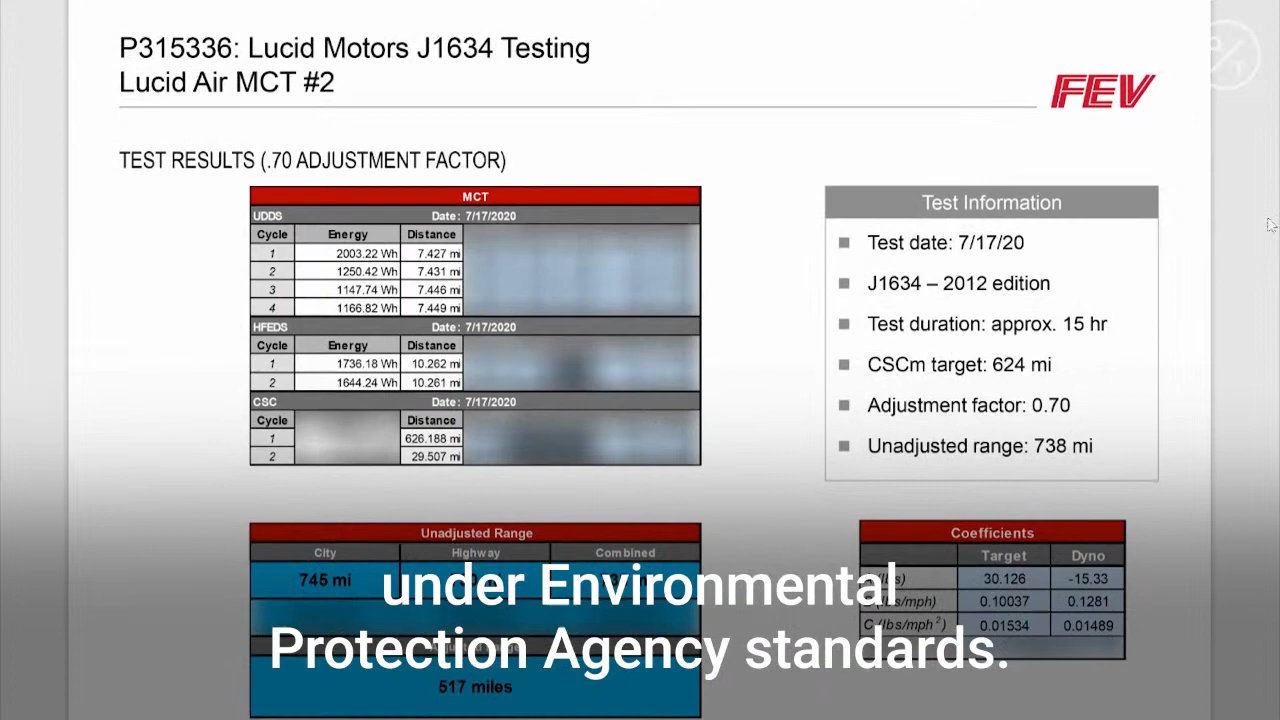 P315336: Lucid Motors J1634 Testing
Lucid Air MCT #2
FEV
TEST RESULTS (.70 ADJUSTMENT FACTOR)
MCT
UDDS Date: 7/17/2020
Cycle Energy Distance
1 2003.22 Wh 7.427 mi
2 1250.42 Wh 7.431 mi
3 1147.74 Wh 7.446 mi
4 1166.82 Wh 7.449 mi
HFEDS Date: 7/17/2020
Cycle Energy Distance
1 1736.18 Wh 10.262 mi
2 1644.24 Wh 10.261 mi
CSC Date: 7/17/2020
Cycle Distance
1 626.188 mi
2 29.507 mi
Test Information
Test date: 7/17/20
J1634 – 2012 edition
Test duration: approx. 15 hr
CSCm target: 624 mi
Adjustment factor: 0.70
Unadjusted range: 738 mi
Unadjusted Range
City Highway Combined
745 mi
517 miles
Coefficients
Target Dyno
30.126 -15.33
(lbs/mph) 0.10037 0.1281
C (lbs/mph²) 0.01534 0.01489
under Environmental
Protection Agency standards.